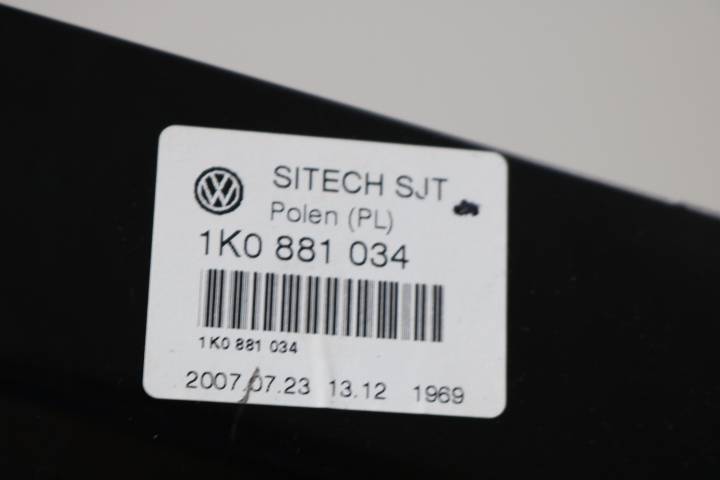 SITECH SJT
Polen (PL)
1K0 881 034
1K0 881 034
2007.07.23 13.12 1969